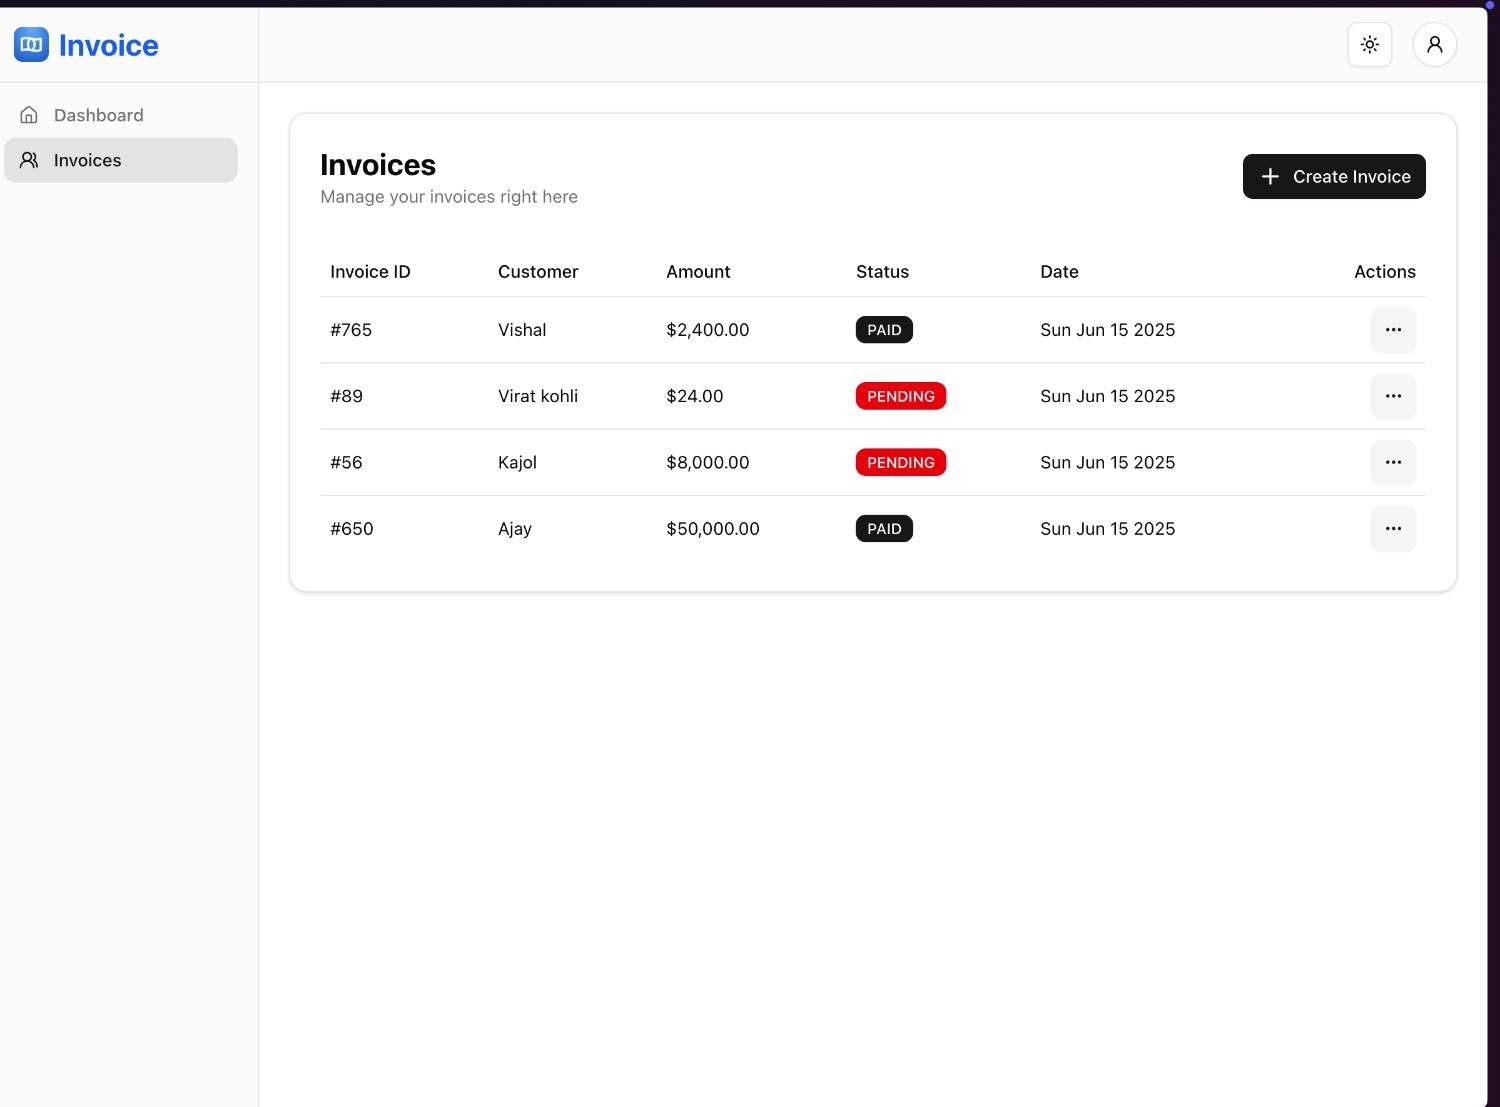 Invoice
Dashboard
Invoices
Invoices
Manage your invoices right here
Create Invoice
Invoice ID Customer Amount Status Date Actions
#765 Vishal $2,400.00 PAID Sun Jun 15 2025
#89 Virat kohli $24.00 PENDING Sun Jun 15 2025
#56 Kajol $8,000.00 PENDING Sun Jun 15 2025
#650 Ajay $50,000.00 PAID Sun Jun 15 2025